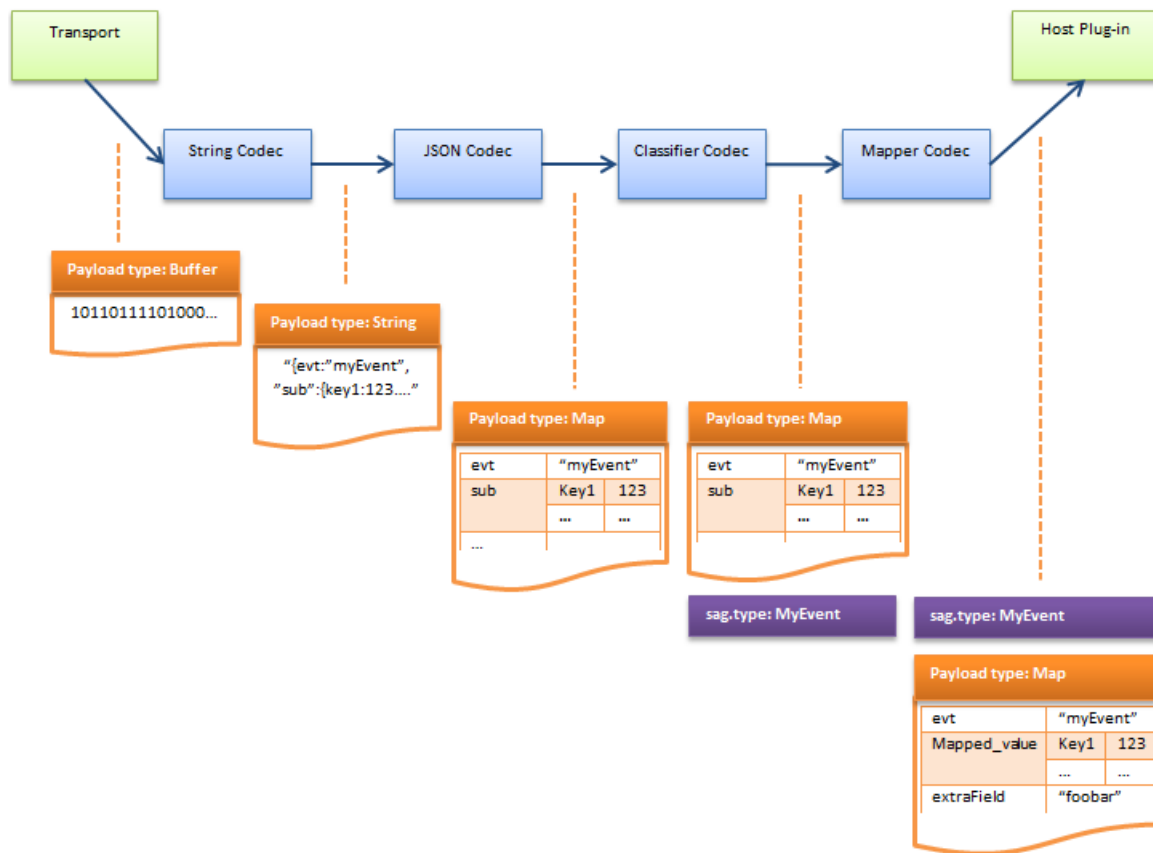 Transport
Host Plug-in
String Codec
JSON Codec
Classifier Codec
Mapper Codec
Payload type: Buffer
10110111101000...
Payload type: String
“{evt:”myEvent”,
”sub”:{key1:123....”
Payload type: Map
evt “myEvent”
sub Key1 123
... ...
...
Payload type: Map
evt “myEvent”
sub Key1 123
... ...
sag.type: MyEvent
sag.type: MyEvent
Payload type: Map
evt “myEvent”
Mapped_value Key1 123
... ...
extraField “foobar”